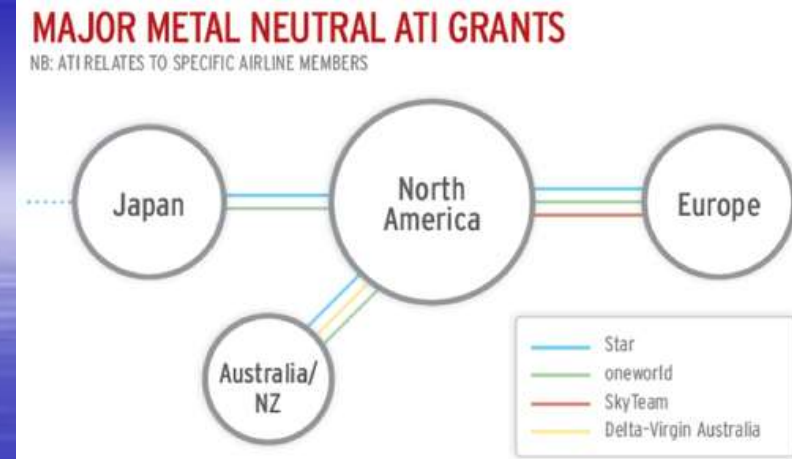 MAJOR METAL NEUTRAL ATI GRANTS
NB: ATI RELATES TO SPECIFIC AIRLINE MEMBERS
Japan
North
America
Europe
Australia/
NZ
Star
oneworld
SkyTeam
Delta-Virgin Australia